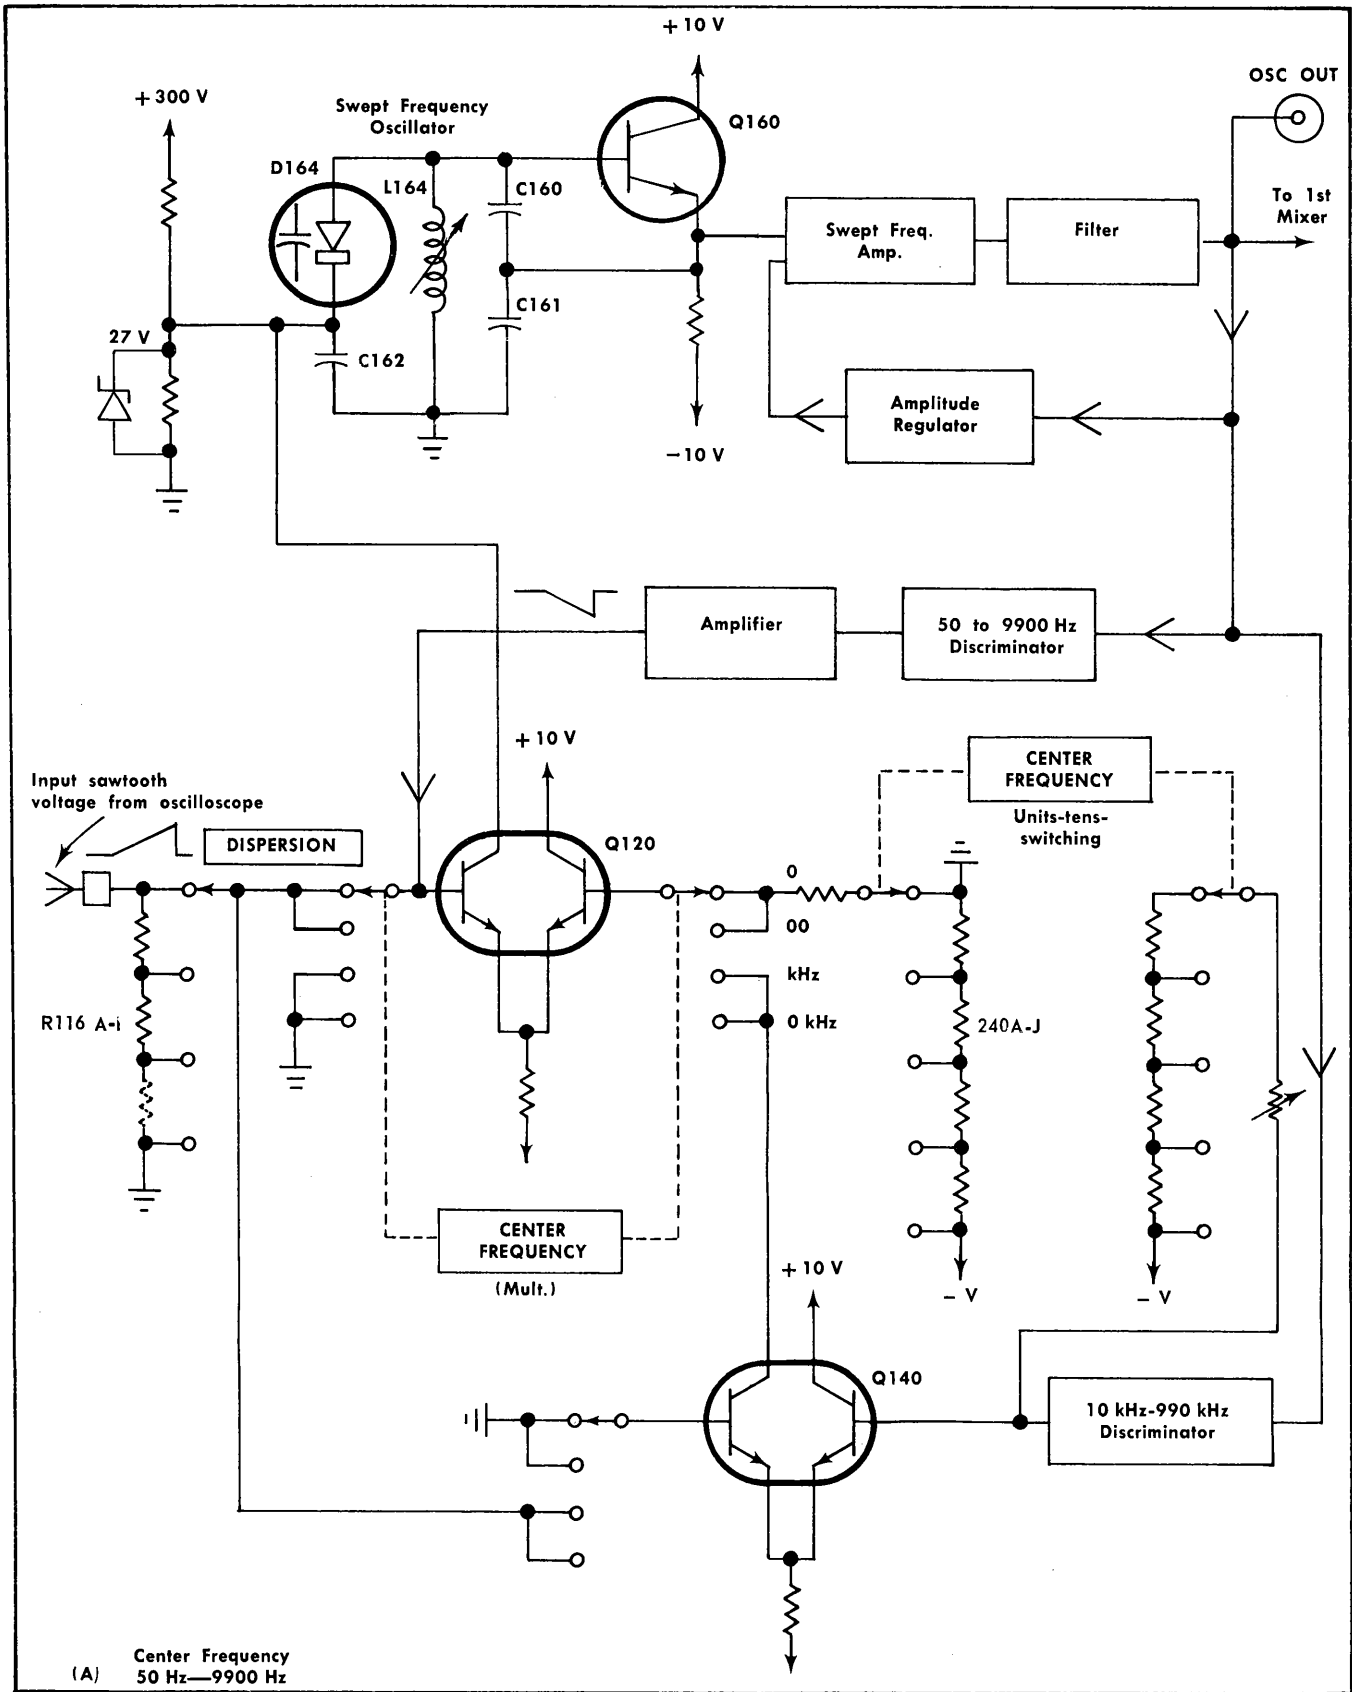 +10 V
OSC OUT
+300 V
Swept Frequency
Oscillator
Q160
D164
L164
C160
To 1st
Mixer
Swept Freq.
Amp.
Filter
C161
27 V
C162
Amplitude
Regulator
−10 V
Amplifier
50 to 9900 Hz
Discriminator
+10 V
CENTER
FREQUENCY
Units-tens-
switching
Input sawtooth
voltage from oscilloscope
DISPERSION
Q120
0
00
kHz
0 kHz
R116 A-i
240A-J
CENTER
FREQUENCY
(Mult.)
+10 V
− V
− V
Q140
10 kHz-990 kHz
Discriminator
(A)
Center Frequency
50 Hz—9900 Hz